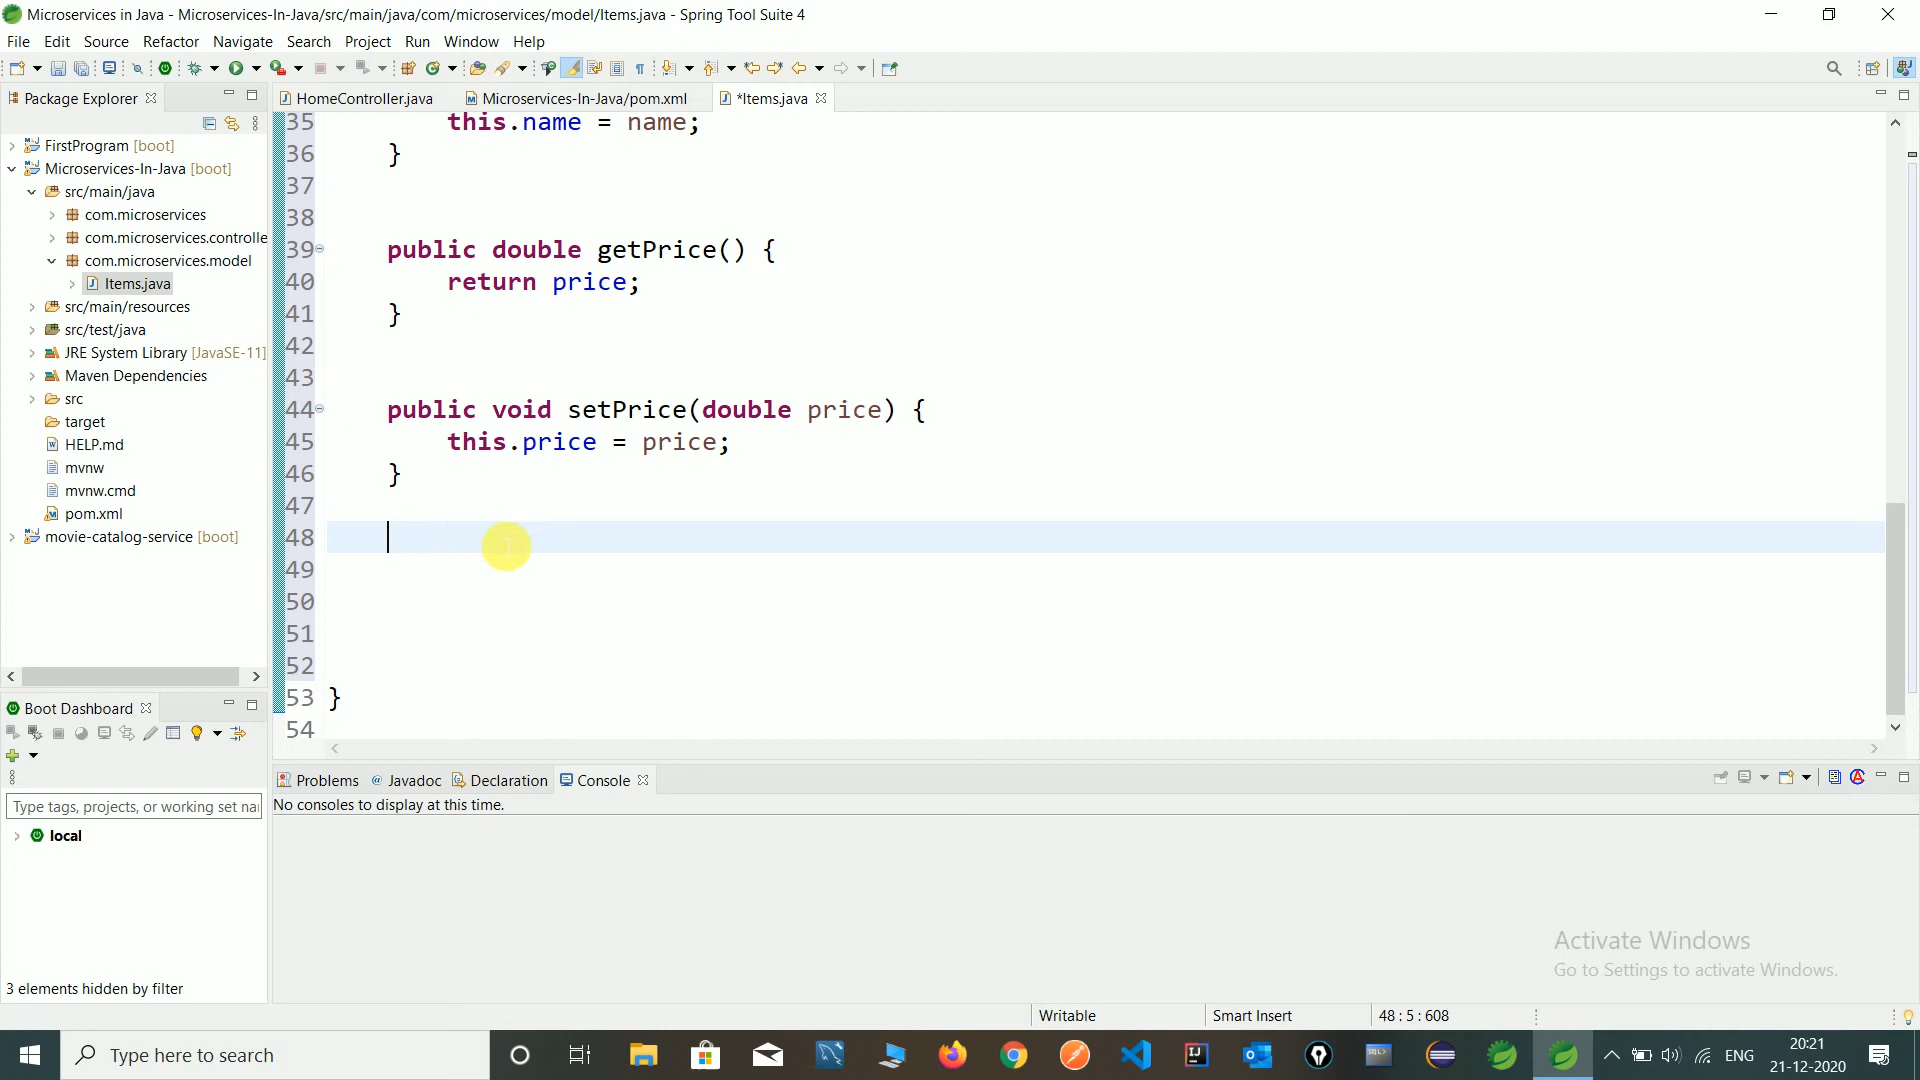 Microservices in Java - Microservices-In-Java/src/main/java/com/microservices/model/Items.java - Spring Tool Suite 4
File Edit Source Refactor Navigate Search Project Run Window Help
Package Explorer
HomeController.java
Microservices-In-Java/pom.xml
*Items.java
FirstProgram [boot]
Microservices-In-Java [boot]
src/main/java
com.microservices
com.microservices.controlle
com.microservices.model
Items.java
src/main/resources
src/test/java
JRE System Library [JavaSE-11]
Maven Dependencies
src
target
HELP.md
mvnw
mvnw.cmd
pom.xml
movie-catalog-service [boot]
35 this.name = name;
36 }
37
38
39 public double getPrice() {
40 return price;
41 }
42
43
44 public void setPrice(double price) {
45 this.price = price;
46 }
47
48
49
50
51
52
53 }
54
Boot Dashboard
Type tags, projects, or working set na
local
3 elements hidden by filter
Problems Javadoc Declaration Console
No consoles to display at this time.
Activate Windows
Go to Settings to activate Windows.
Writable Smart Insert 48 : 5 : 608
Type here to search
ENG
20:21
21-12-2020